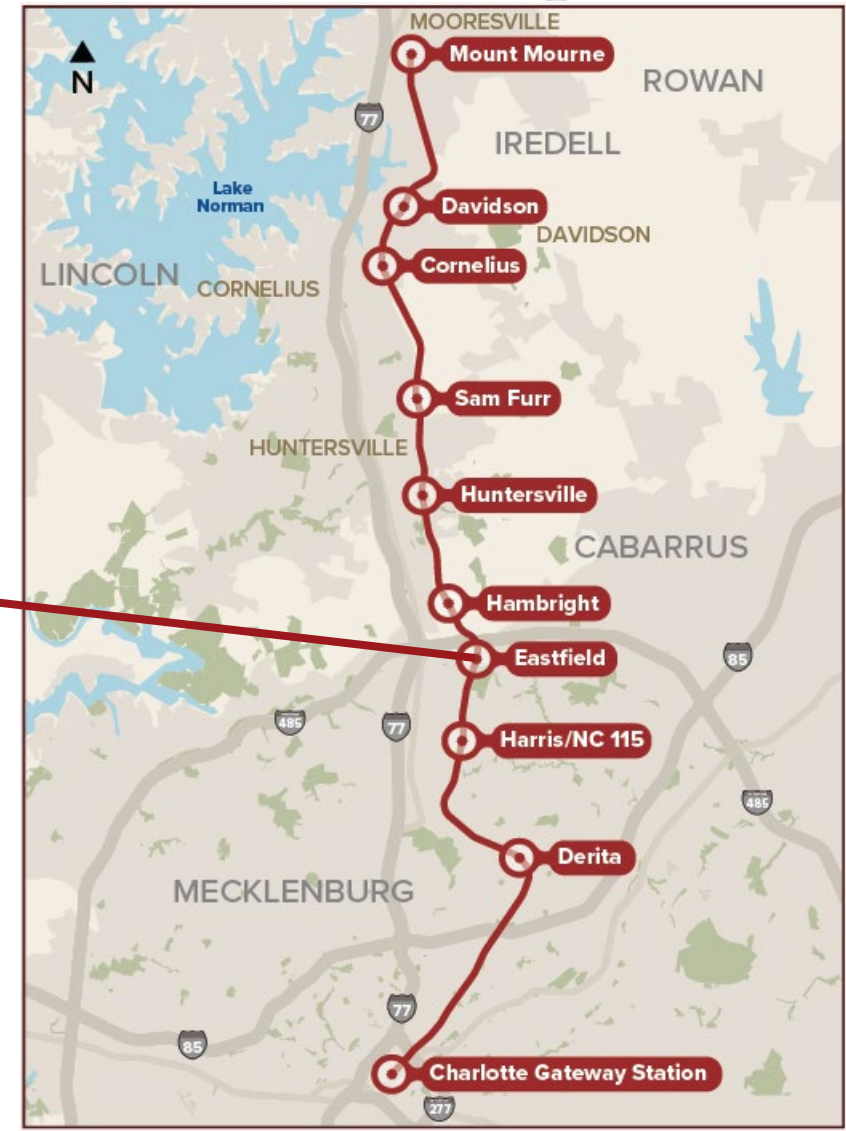 MOORESVILLE
Mount Mourne
N
ROWAN
77
IREDELL
Lake
Norman
Davidson
DAVIDSON
Cornelius
LINCOLN
CORNELIUS
Sam Furr
HUNTERSVILLE
Huntersville
CABARRUS
Hambright
Eastfield
85
485
77
Harris/NC 115
485
Derita
MECKLENBURG
77
85
Charlotte Gateway Station
277